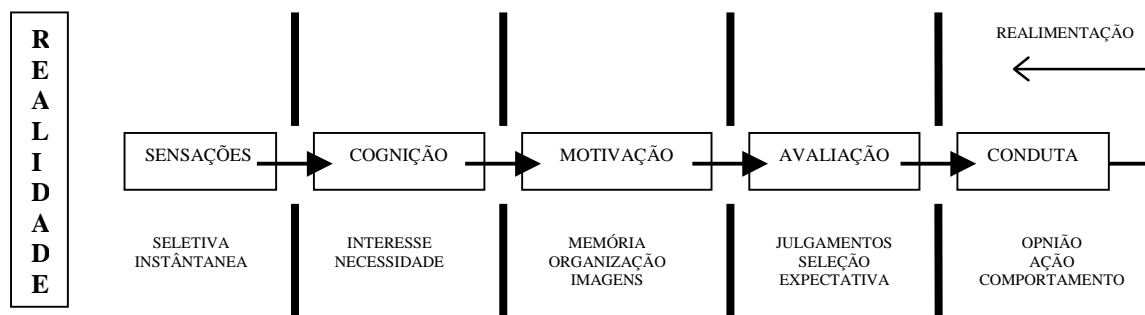 REALIDADE
REALIMENTAÇÃO
SENSAÇÕES
COGNIÇÃO
MOTIVAÇÃO
AVALIAÇÃO
CONDUTA
SELETIVA
INSTÂNTANEA
INTERESSE
NECESSIDADE
MEMÓRIA
ORGANIZAÇÃO
IMAGENS
JULGAMENTOS
SELEÇÃO
EXPECTATIVA
OPNIÃO
AÇÃO
COMPORTAMENTO